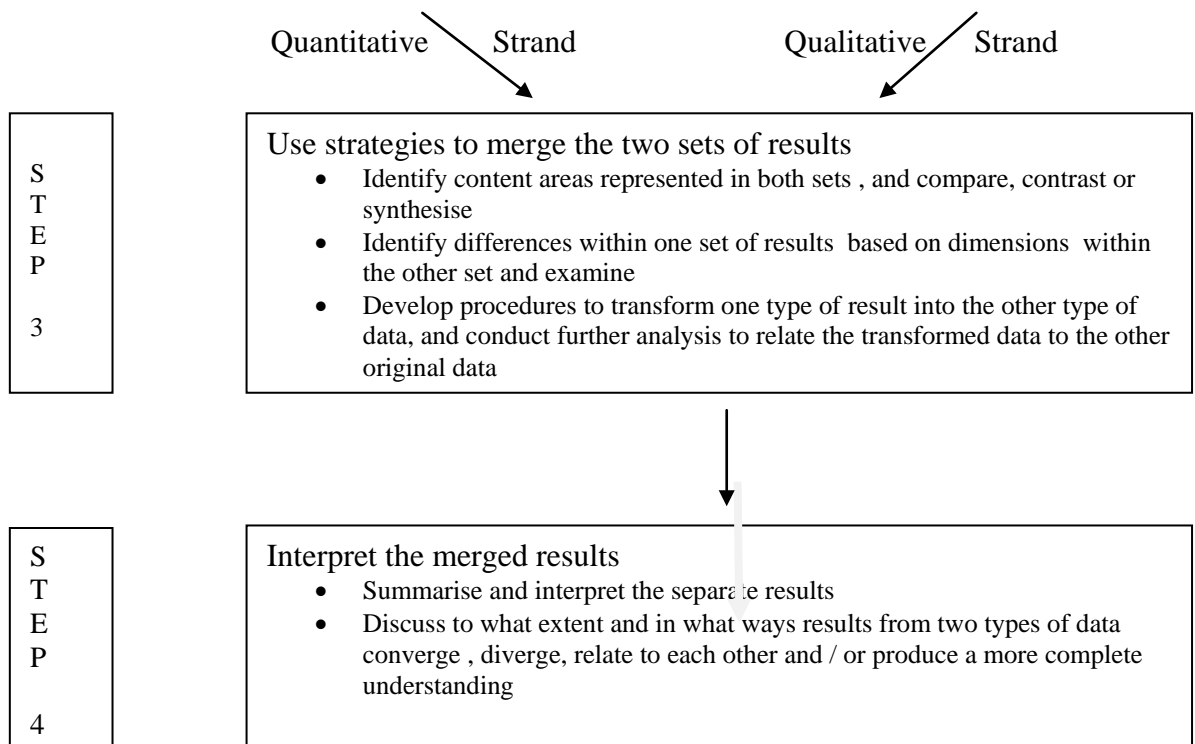 Quantitative Strand Qualitative Strand
S
T
E
P
3
Use strategies to merge the two sets of results
• Identify content areas represented in both sets , and compare, contrast or
synthesise
• Identify differences within one set of results based on dimensions within
the other set and examine
• Develop procedures to transform one type of result into the other type of
data, and conduct further analysis to relate the transformed data to the other
original data
S
T
E
P
4
Interpret the merged results
• Summarise and interpret the separate results
• Discuss to what extent and in what ways results from two types of data
converge , diverge, relate to each other and / or produce a more complete
understanding